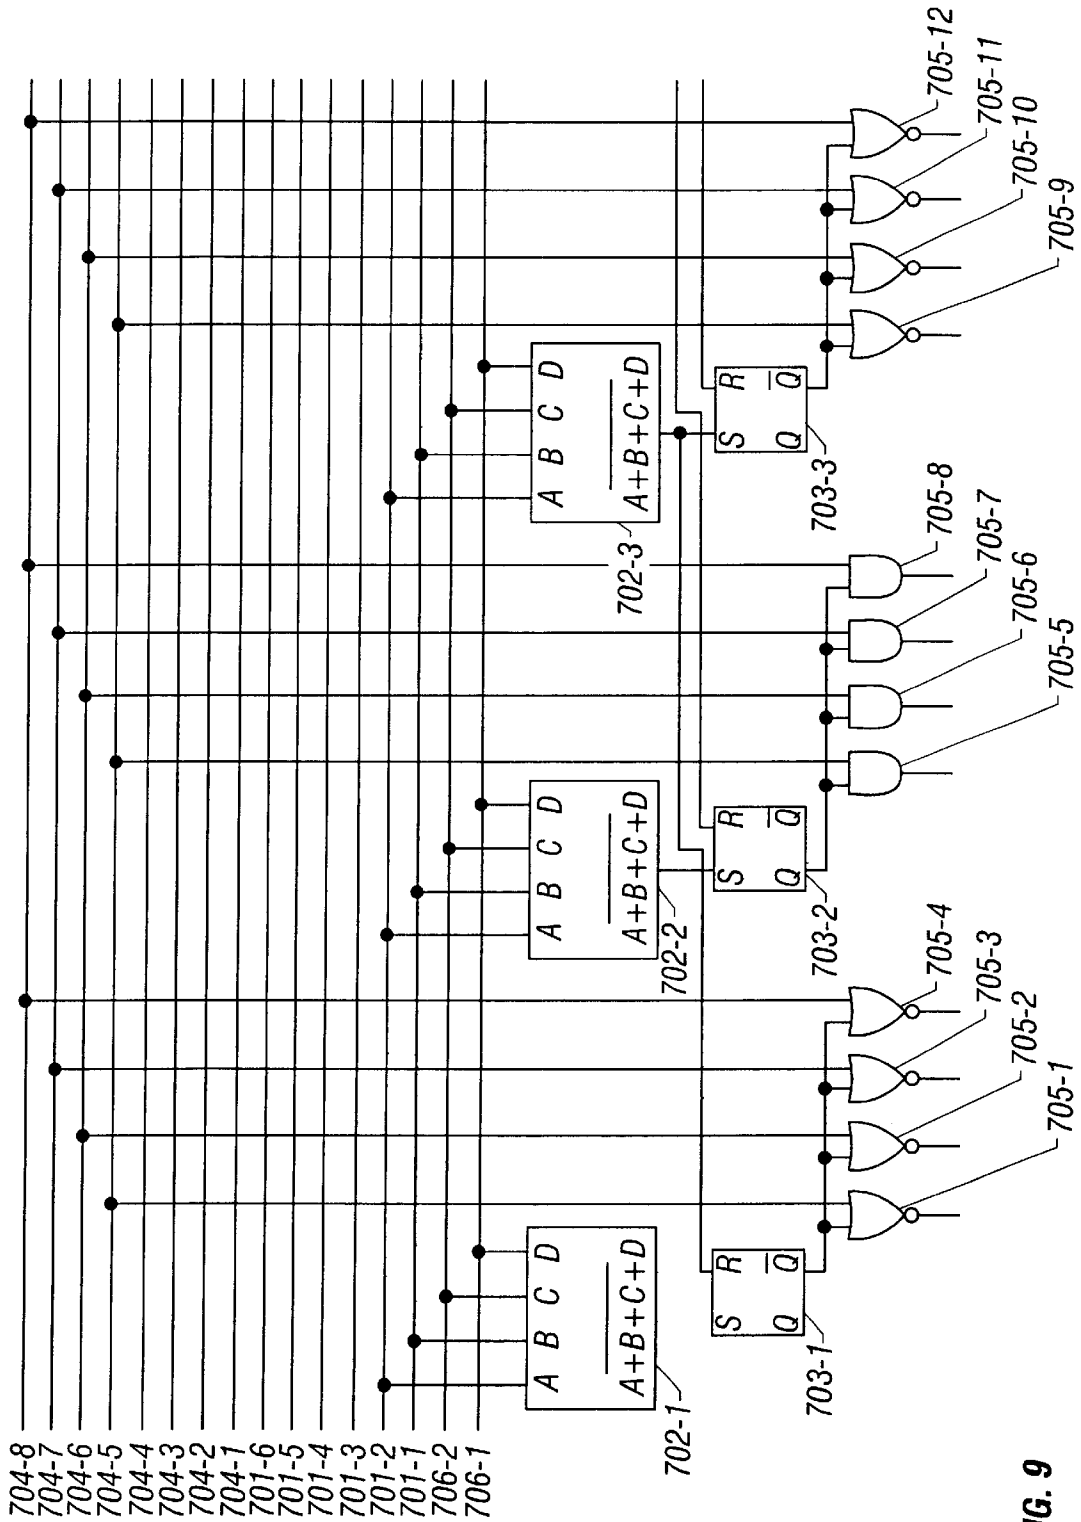 704-8
704-7
704-6
704-5
704-4
704-3
704-2
704-1
701-6
701-5
701-4
701-3
701-2
701-1
706-2
706-1
A B C D
A+B+C+D
702-1
A B C D
A+B+C+D
702-2
A B C D
A+B+C+D
702-3
S R
Q Q
703-1
S R
Q Q
703-2
S R
Q Q
703-3
705-1
705-2
705-3
705-4
705-5
705-6
705-7
705-8
705-9
705-10
705-11
705-12
IG. 9